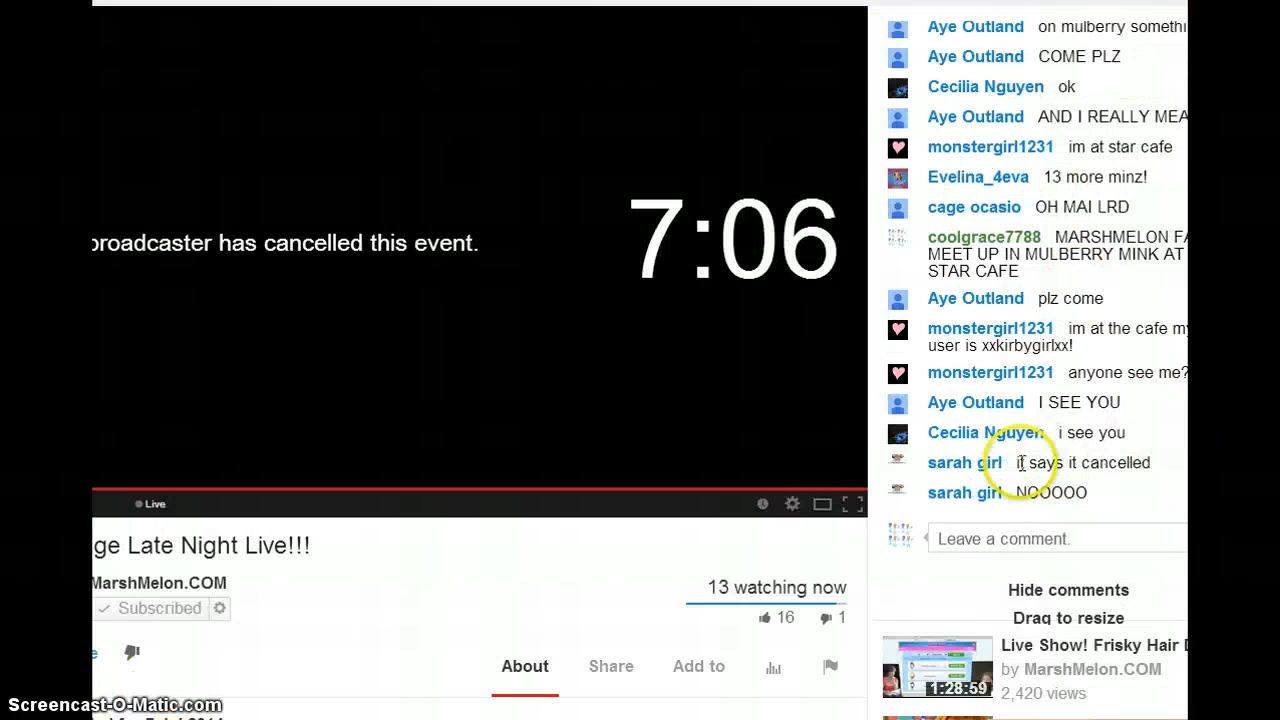 broadcaster has cancelled this event.
7:06
Live
ge Late Night Live!!!
MarshMelon.COM
Subscribed
13 watching now
16 1
About Share Add to
Aye Outland on mulberry somethi
Aye Outland COME PLZ
Cecilia Nguyen ok
Aye Outland AND I REALLY MEA
monstergirl1231 im at star cafe
Evelina_4eva 13 more minz!
cage ocasio OH MAI LRD
coolgrace7788 MARSHMELON FA
MEET UP IN MULBERRY MINK AT
STAR CAFE
Aye Outland plz come
monstergirl1231 im at the cafe my
user is xxkirbygirlxx!
monstergirl1231 anyone see me?
Aye Outland I SEE YOU
Cecilia Nguyen i see you
sarah girl it says it cancelled
sarah girl NOOOOO
Leave a comment.
Hide comments
Drag to resize
Live Show! Frisky Hair D
by MarshMelon.COM
2,420 views
1:28:59
Screencast-O-Matic.com